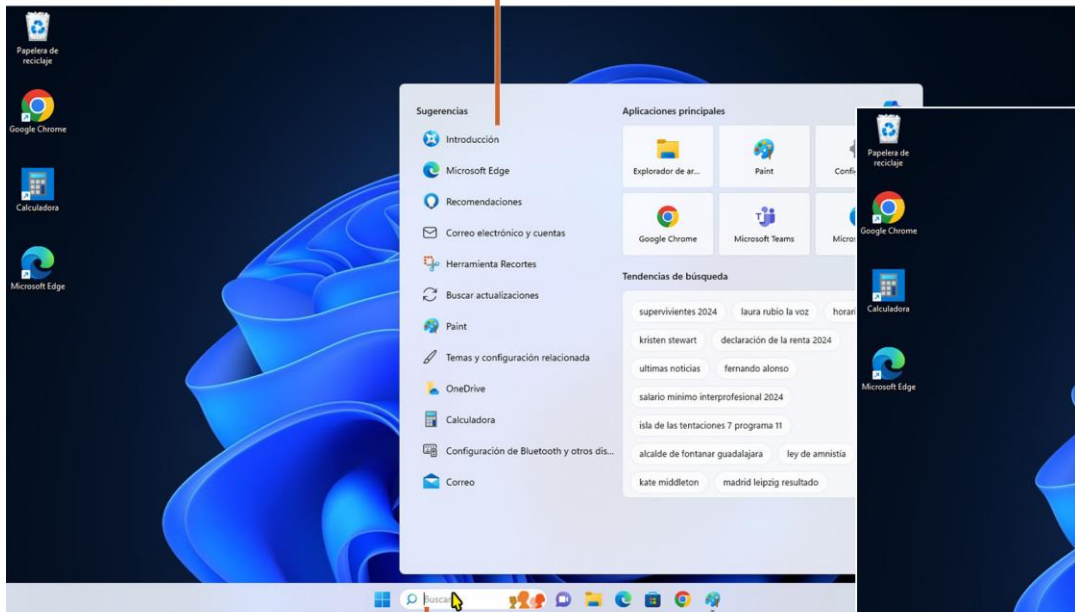 Papelera de
reciclaje
Google Chrome
Calculadora
Microsoft Edge
Sugerencias
Introducción
Microsoft Edge
Recomendaciones
Correo electrónico y cuentas
Herramienta Recortes
Buscar actualizaciones
Paint
Temas y configuración relacionada
OneDrive
Calculadora
Configuración de Bluetooth y otros dis...
Correo
Aplicaciones principales
Explorador de ar...
Paint
Google Chrome
Microsoft Teams
Tendencias de búsqueda
supervivientes 2024
laura rubio la voz
kristen stewart
declaración de la renta 2024
ultimas noticias
fernando alonso
salario minimo interprofesional 2024
isla de las tentaciones 7 programa 11
alcalde de fontanar guadalajara
ley de amnistía
kate middleton
madrid leipzig resultado
Buscar
Papelera de
reciclaje
Google Chrome
Calculadora
Microsoft Edge